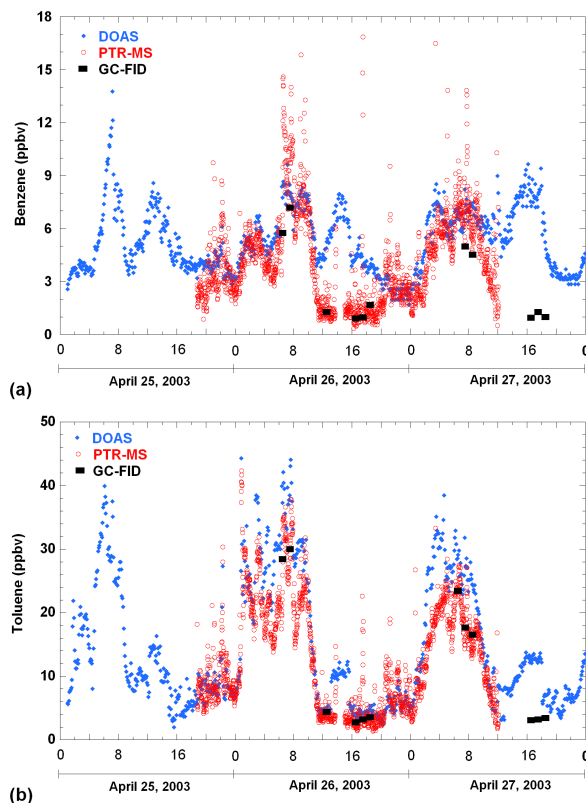 18
15
12
9
6
3
0
Benzene (ppbv)
DOAS
PTR-MS
GC-FID
0 8 16 0 8 16 0 8 16 0
(a) April 25, 2003 April 26, 2003 April 27, 2003
50
40
30
20
10
0
Toluene (ppbv)
DOAS
PTR-MS
GC-FID
0 8 16 0 8 16 0 8 16 0
(b) April 25, 2003 April 26, 2003 April 27, 2003